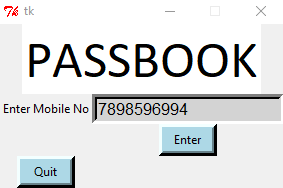 tk
PASSBOOK
Enter Mobile No 7898596994
Enter
Quit